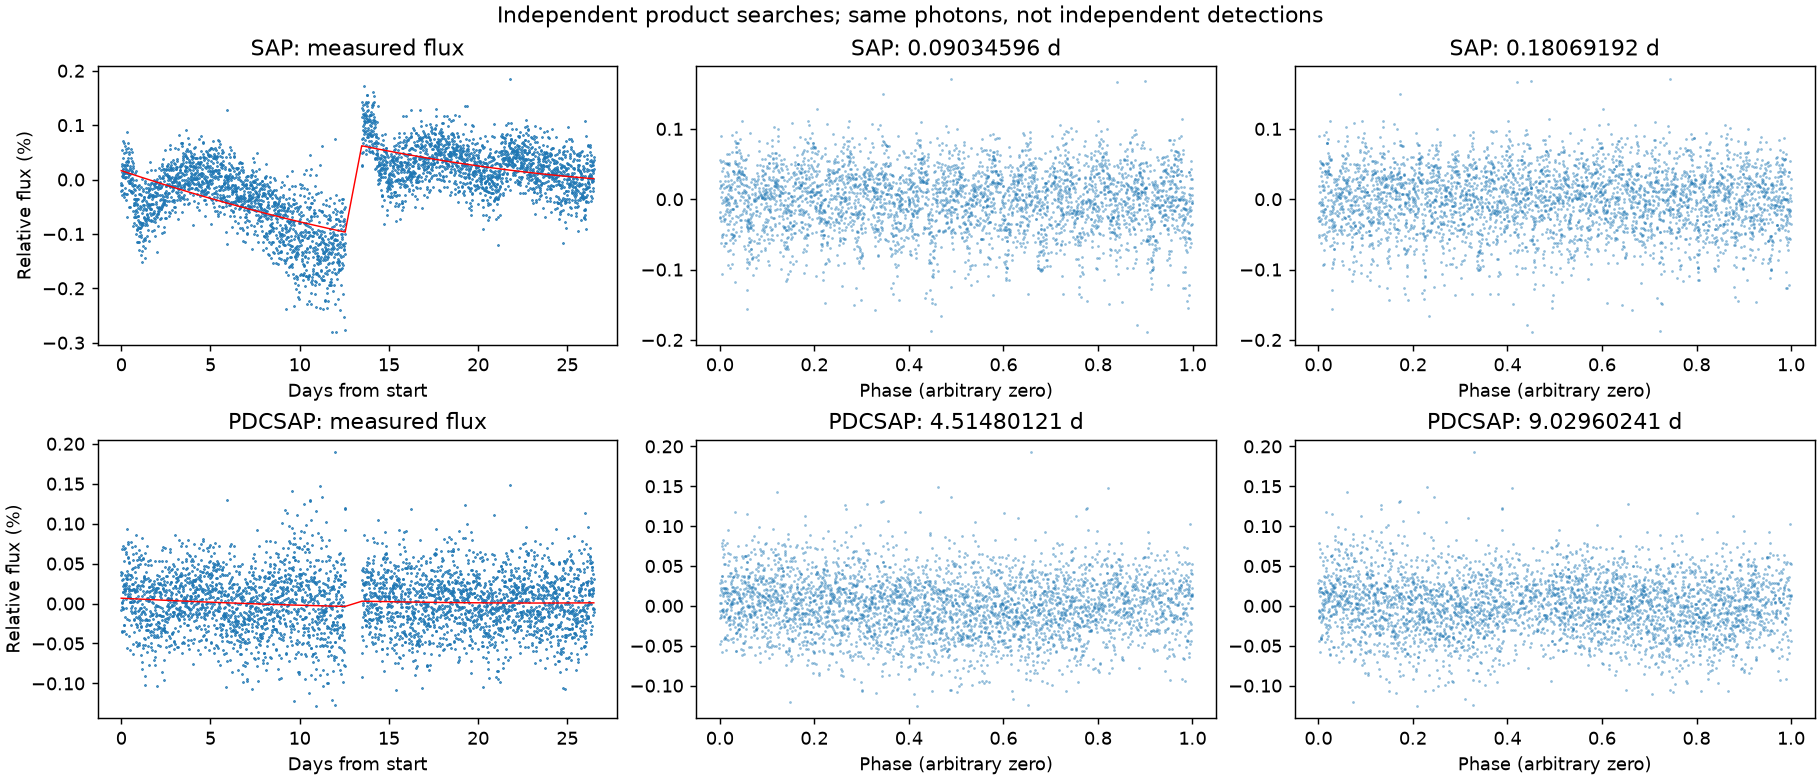 Independent product searches; same photons, not independent detections
SAP: measured flux
SAP: 0.09034596 d
SAP: 0.18069192 d
Relative flux (%)
0.2
0.1
0.0
−0.1
−0.2
−0.3
0.1
0.0
−0.1
−0.2
0.1
0.0
−0.1
−0.2
0 5 10 15 20 25
0.0 0.2 0.4 0.6 0.8 1.0
0.0 0.2 0.4 0.6 0.8 1.0
Days from start
Phase (arbitrary zero)
Phase (arbitrary zero)
PDCSAP: measured flux
PDCSAP: 4.51480121 d
PDCSAP: 9.02960241 d
Relative flux (%)
0.20
0.15
0.10
0.05
0.00
−0.05
−0.10
0.20
0.15
0.10
0.05
0.00
−0.05
−0.10
0.20
0.15
0.10
0.05
0.00
−0.05
−0.10
0 5 10 15 20 25
0.0 0.2 0.4 0.6 0.8 1.0
0.0 0.2 0.4 0.6 0.8 1.0
Days from start
Phase (arbitrary zero)
Phase (arbitrary zero)